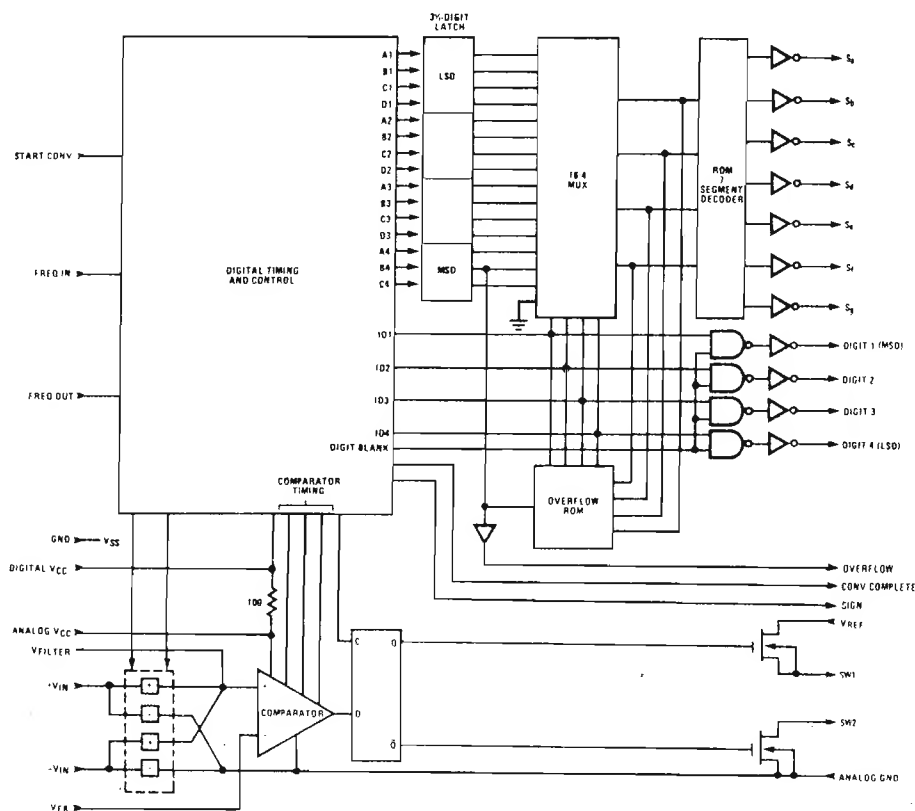 3½-DIGIT
LATCH
A1
B1
C1
D1
A2
B2
C2
D2
A3
B3
C3
D3
A4
B4
C4
LSD
MSD
16:4
MUX
ROM
7
SEGMENT
DECODER
Sa
Sb
Sc
Sd
Se
Sf
Sg
START CONV
FREQ IN
FREQ OUT
DIGITAL TIMING
AND CONTROL
ID1
ID2
ID3
ID4
DIGIT BLANK
DIGIT 1 (MSD)
DIGIT 2
DIGIT 3
DIGIT 4 (LSD)
COMPARATOR
TIMING
OVERFLOW
ROM
GND
VSS
DIGITAL VCC
100
ANALOG VCC
VFILTER
+VIN
-VIN
VFB
-
COMPARATOR
C
Q
D
Q̄
OVERFLOW
CONV COMPLETE
SIGN
VREF
SW1
SW2
ANALOG GND